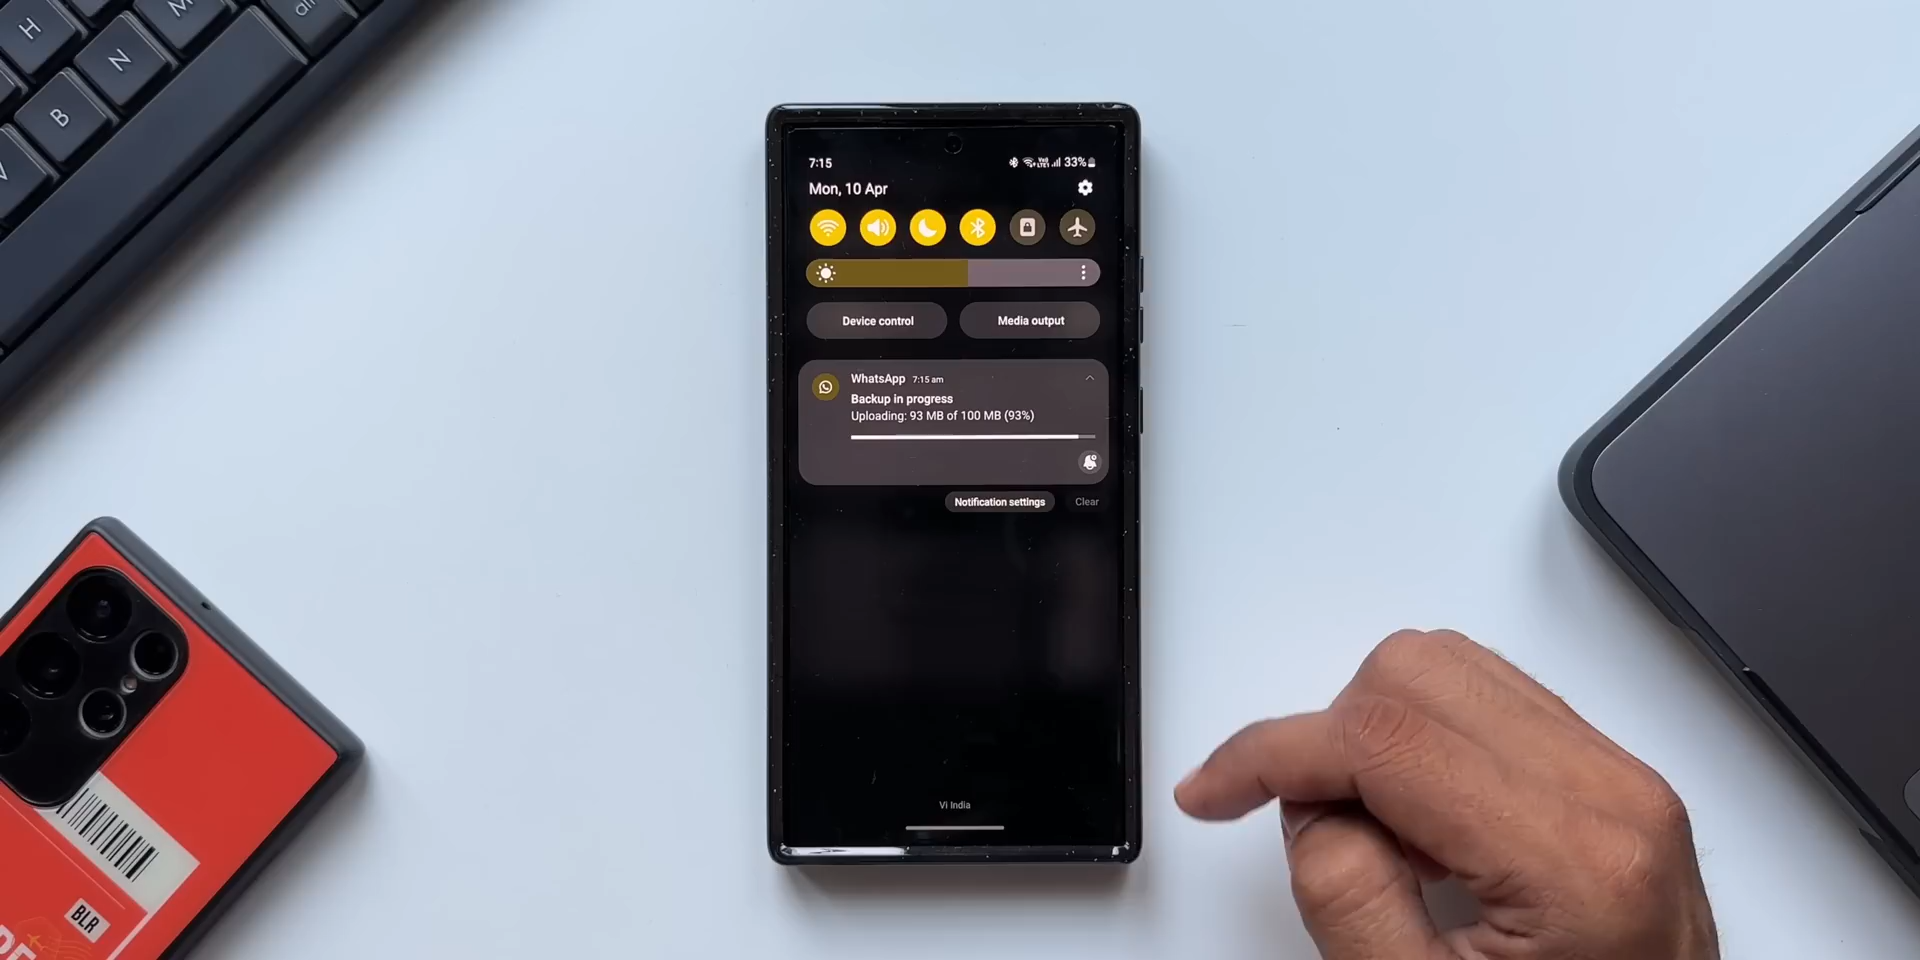 H
M
alt
N
B
V
7:15
33%
Mon, 10 Apr
Device control
Media output
WhatsApp 7:15 am
Backup in progress
Uploading: 93 MB of 100 MB (93%)
Notification settings
Clear
Vi India
BLR